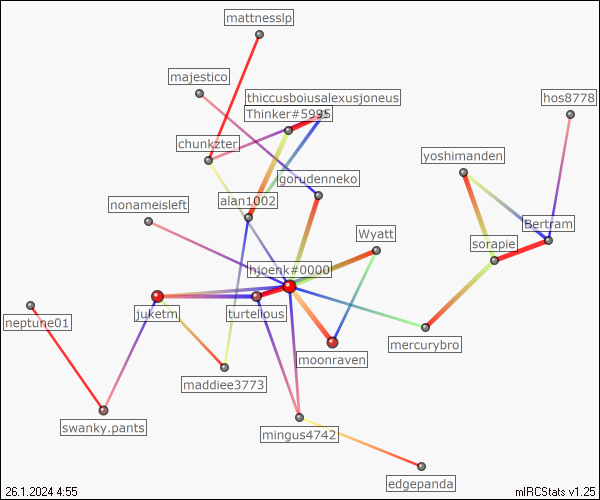 mattnesslp
majestico
thiccusboiusalexusjoneus
hos8778
Thinker#5995
chunkzter
yoshimanden
gorudenneko
alan1002
nonameisleft
Bertram
Wyatt
sorapie
hjoenk#0000
juketm
turtelious
neptune01
mercurybro
moonraven
maddiee3773
swanky.pants
mingus4742
edgepanda
26.1.2024 4:55
mIRCStats v1.25